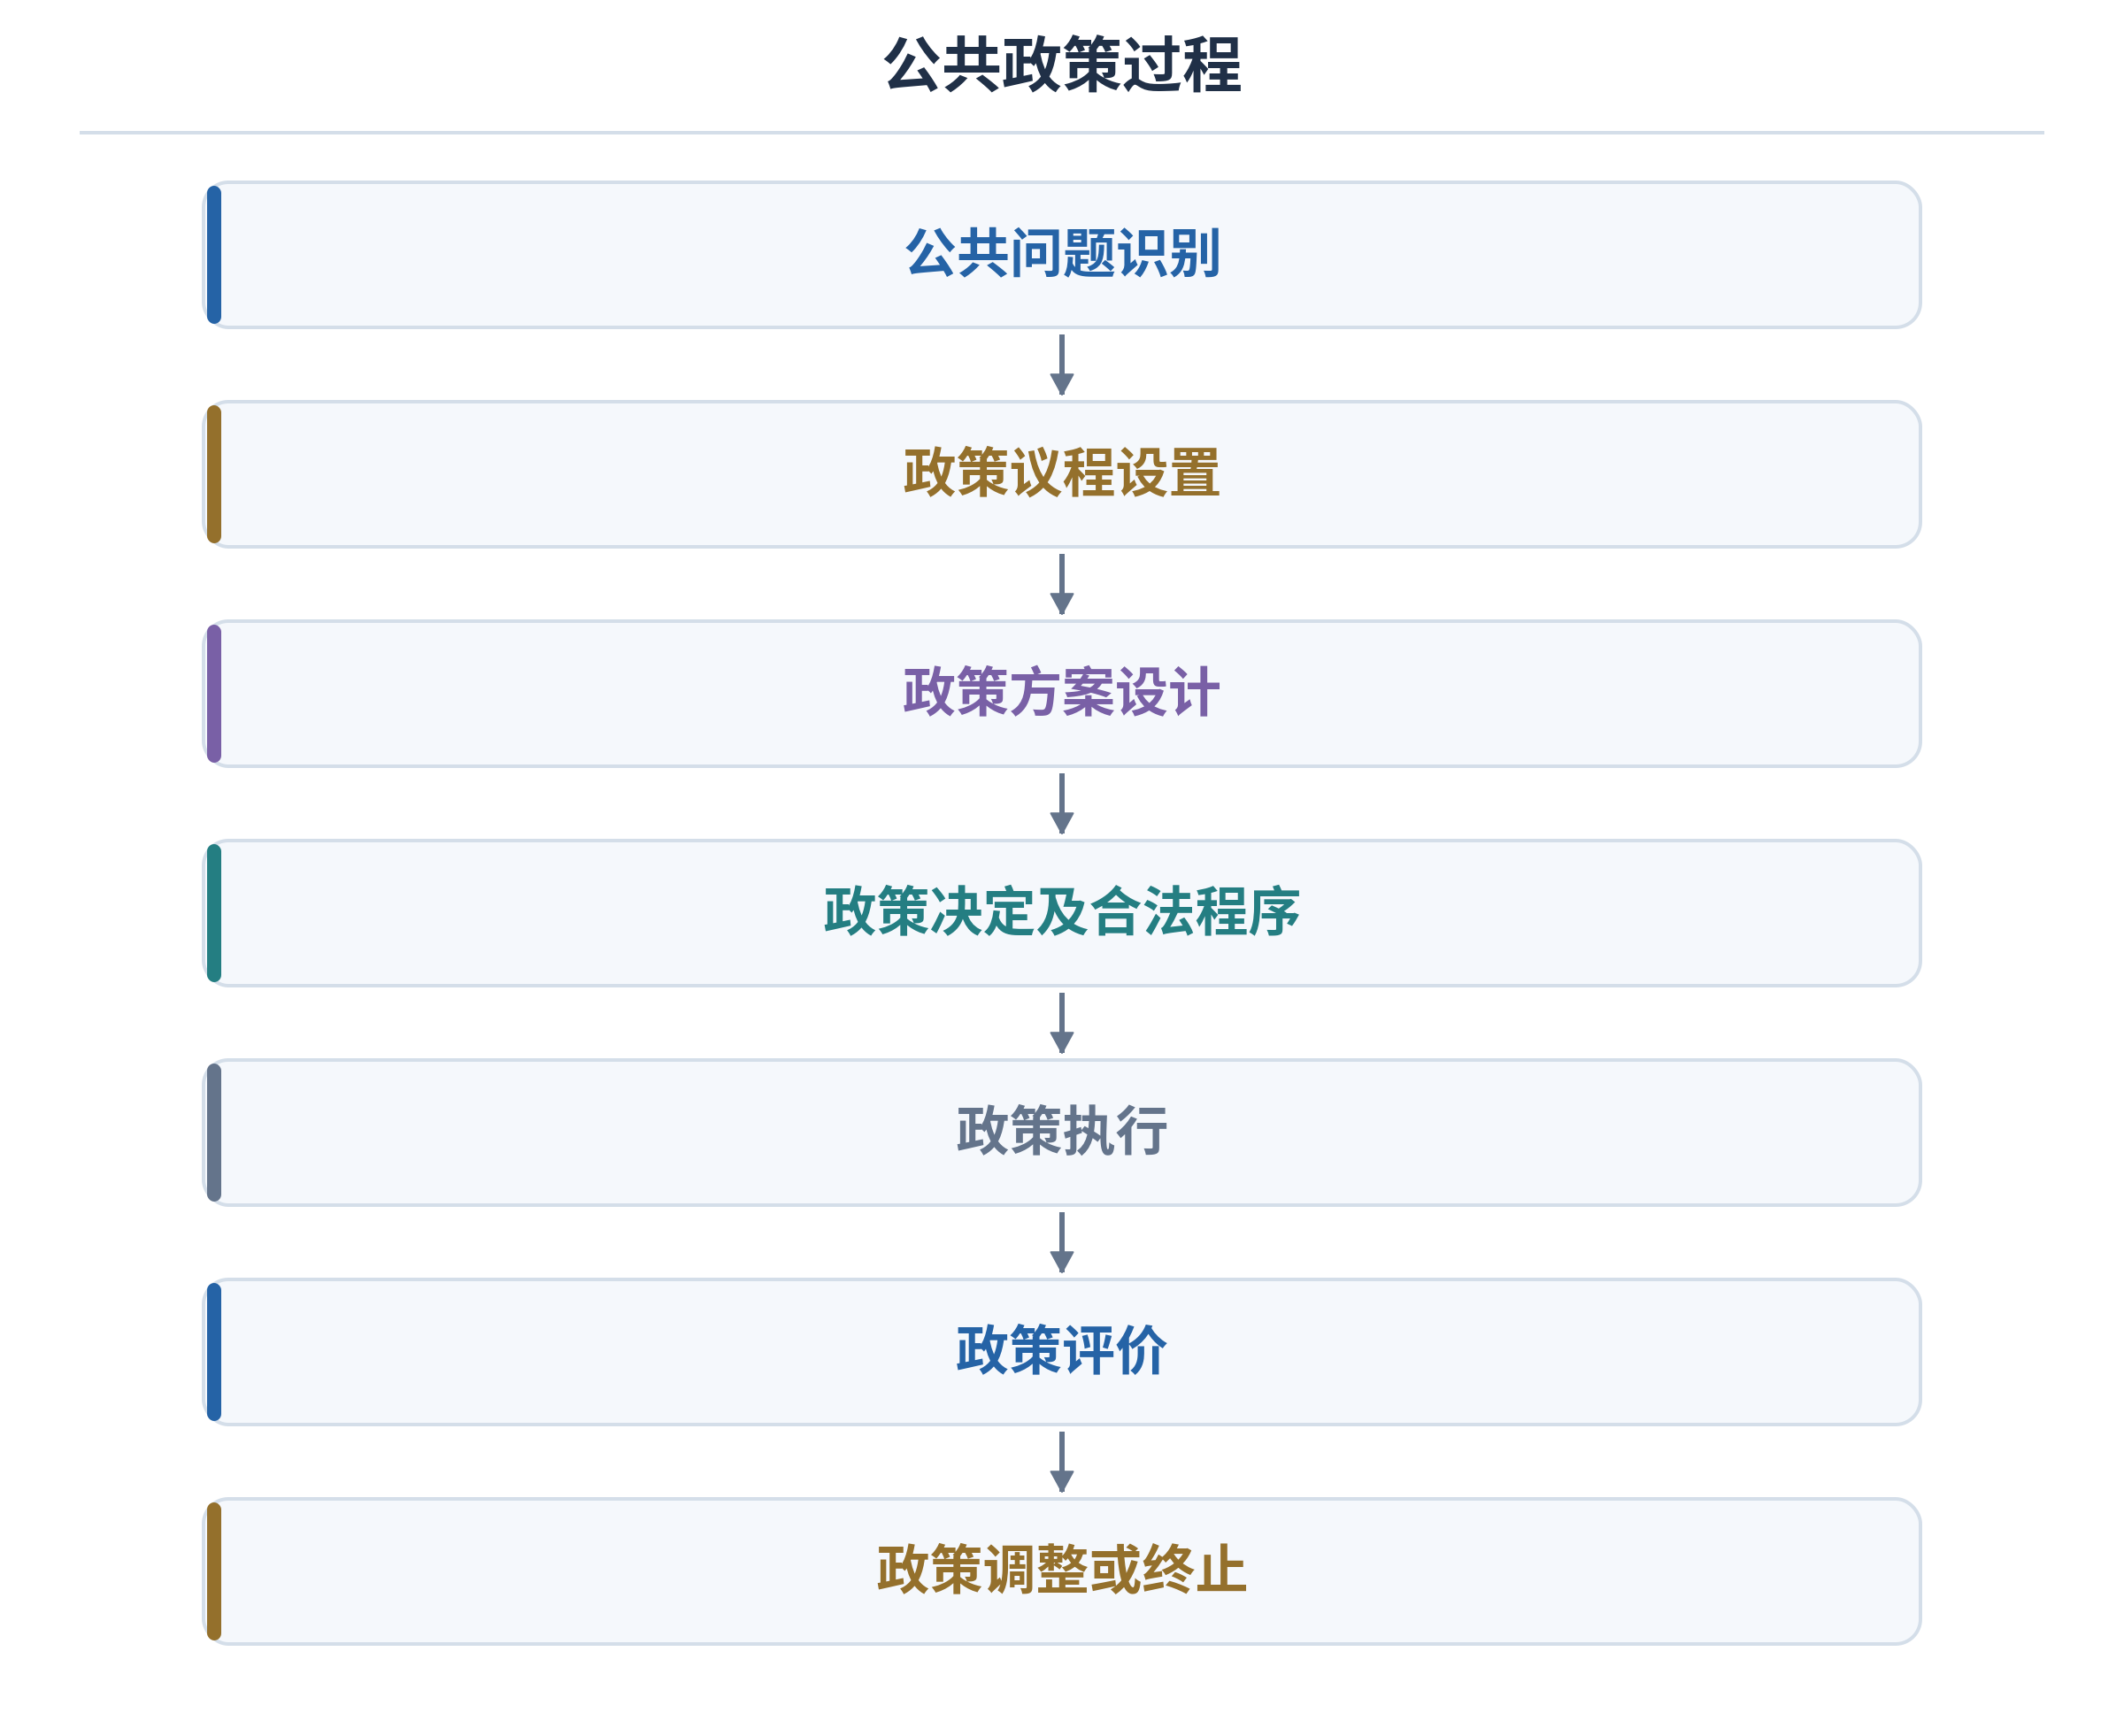 公共政策过程
公共问题识别
政策议程设置
政策方案设计
政策决定及合法程序
政策执行
政策评价
政策调整或终止